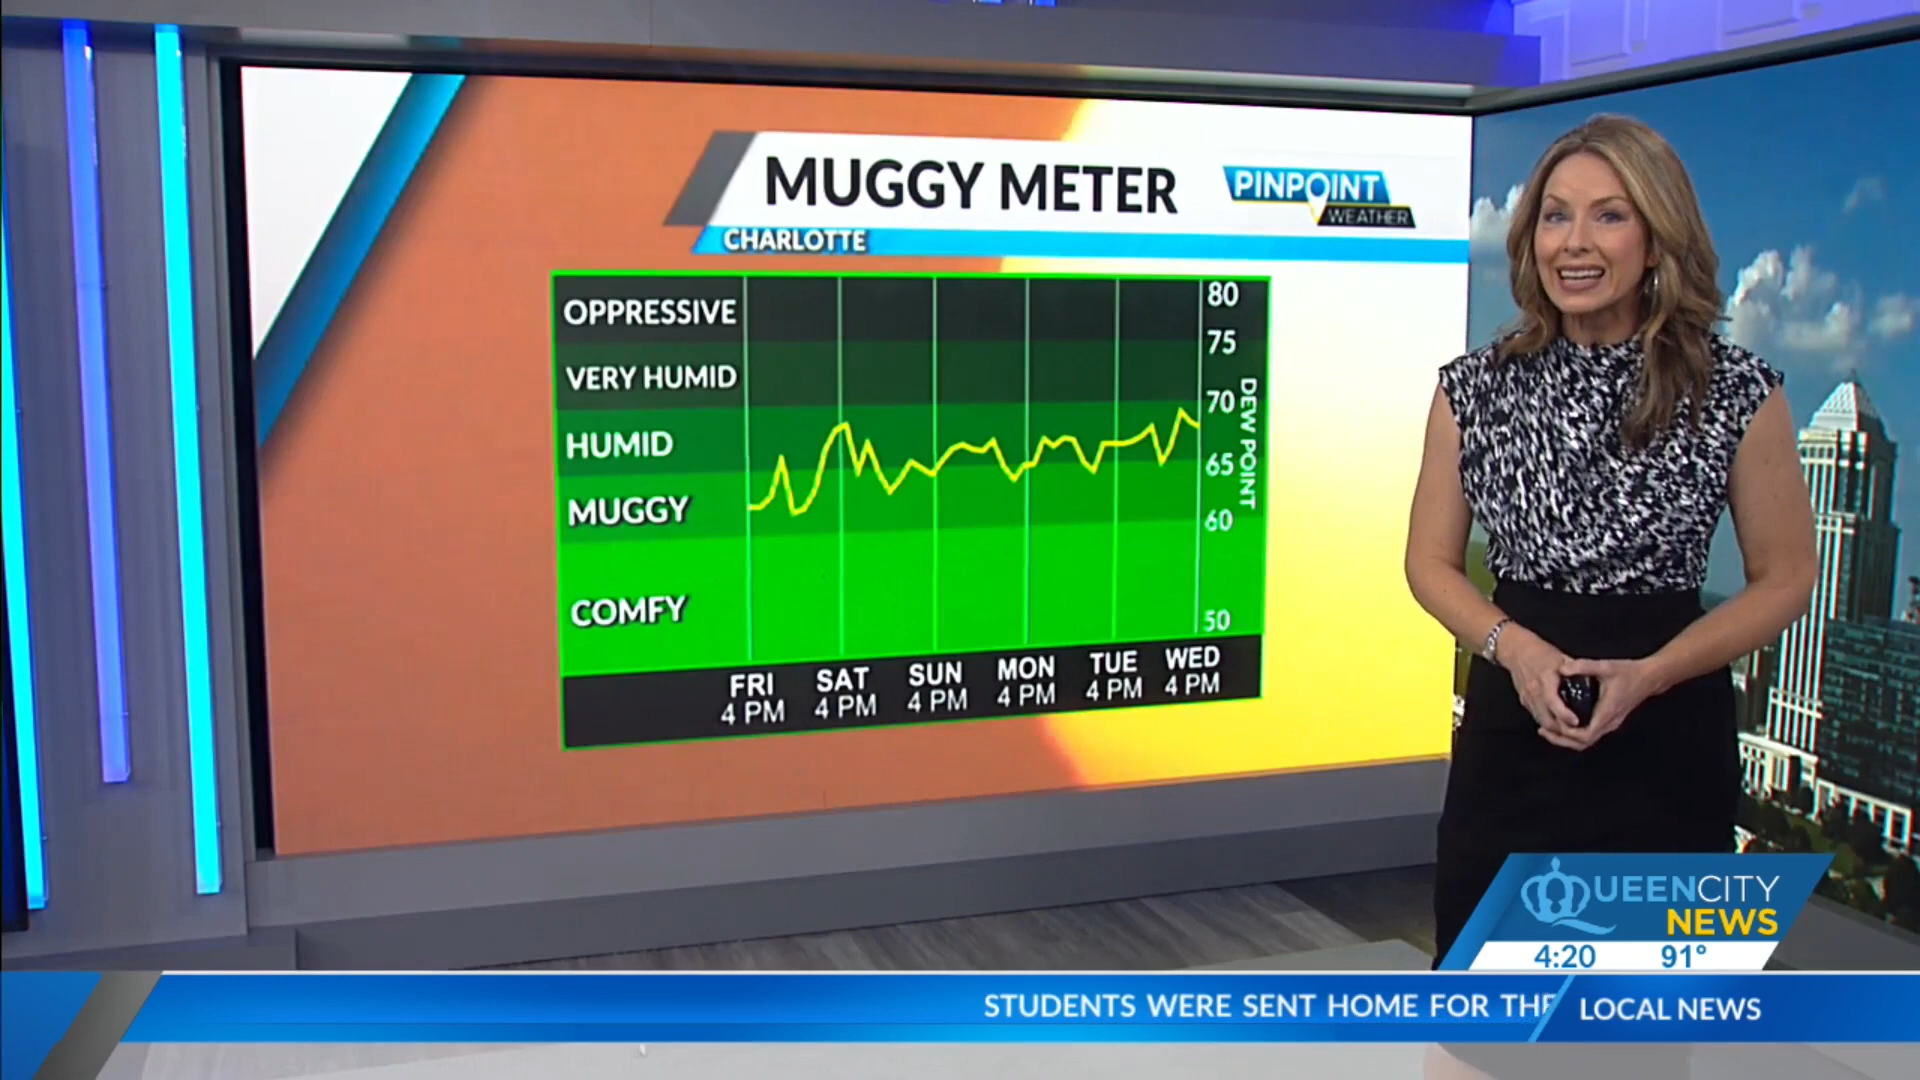 MUGGY METER
PINPOINT
WEATHER
CHARLOTTE
OPPRESSIVE
VERY HUMID
HUMID
MUGGY
COMFY
80
75
70
65
60
50
DEW POINT
FRI
4 PM
SAT
4 PM
SUN
4 PM
MON
4 PM
TUE
4 PM
WED
4 PM
QUEENCITY
NEWS
4:20 91°
STUDENTS WERE SENT HOME FOR THE
LOCAL NEWS